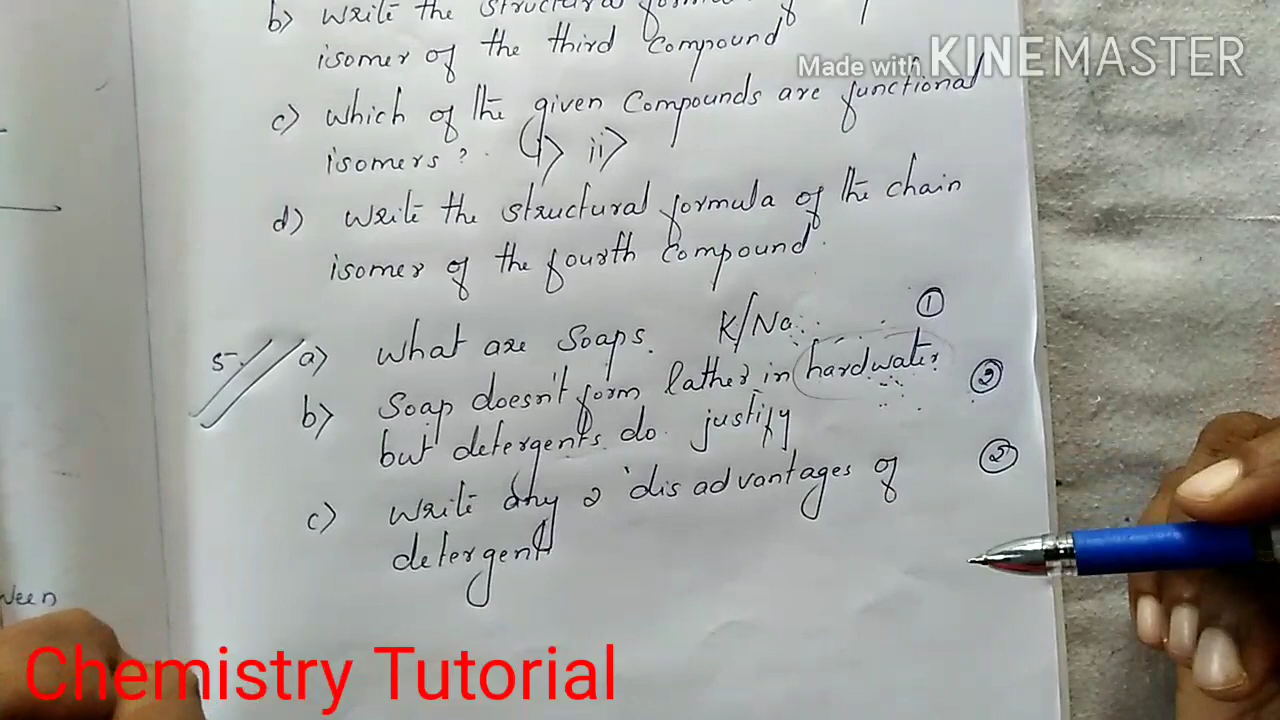 b) Write the structural
isomer of the third Compound
c) Which of the given Compounds are functional
isomers? i) ii)
d) Write the structural formula of the chain
isomer of the fourth Compound.
5. a) What are Soaps. K/Na ①
b) Soap doesn't form lather in hardwater ②
but detergents do. justify
c) Write any 2 disadvantages of ②
detergent
Made with KINEMASTER
Chemistry Tutorial